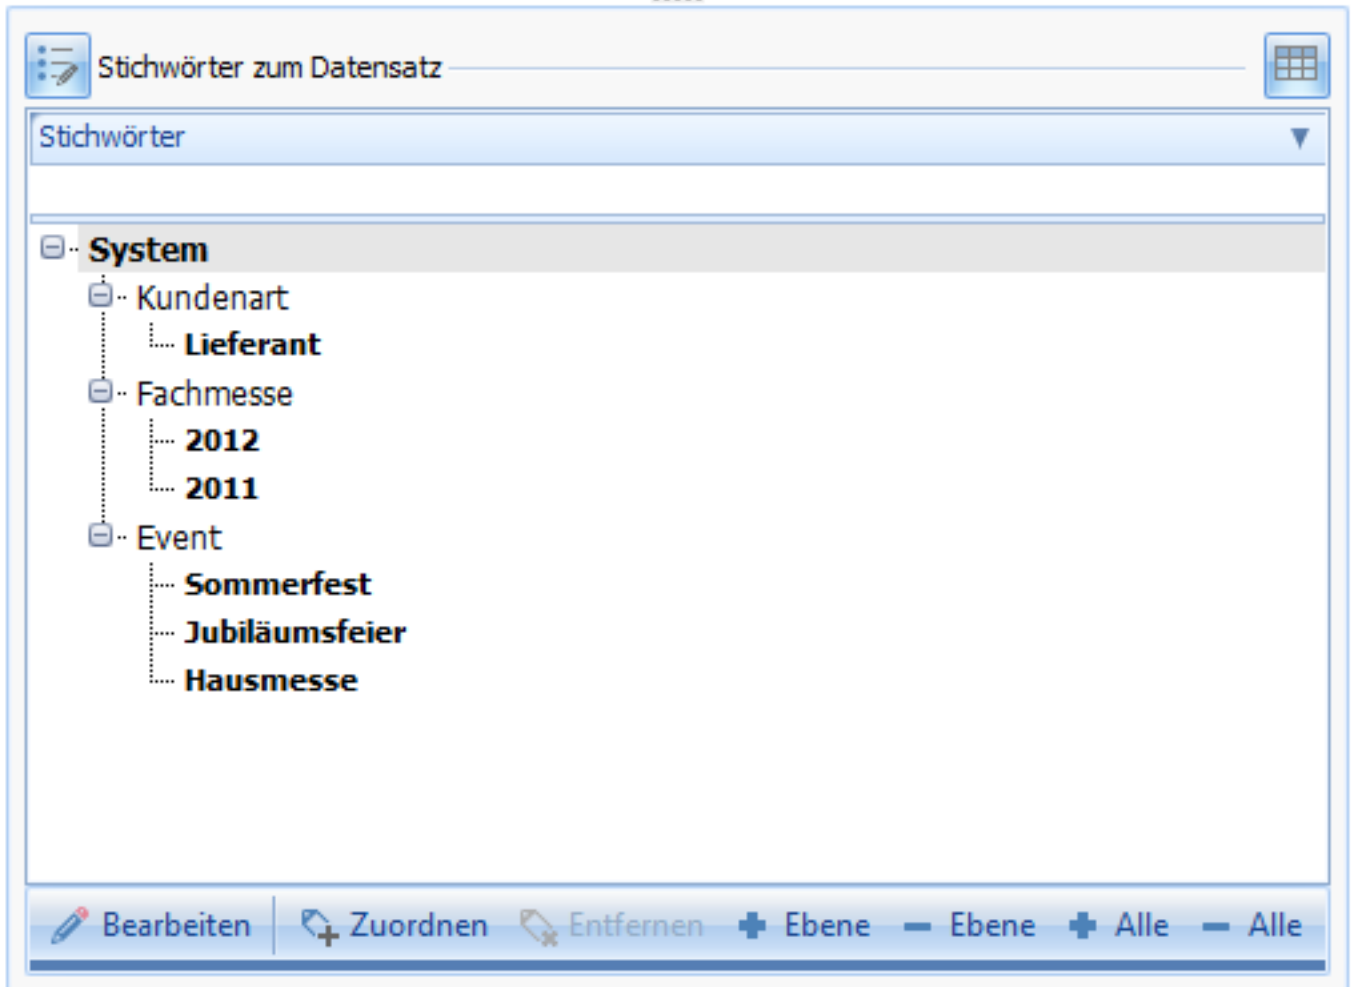 Stichwörter zum Datensatz
Stichwörter
System
Kundenart
Lieferant
Fachmesse
2012
2011
Event
Sommerfest
Jubiläumsfeier
Hausmesse
Bearbeiten Zuordnen Entfernen Ebene Ebene Alle Alle